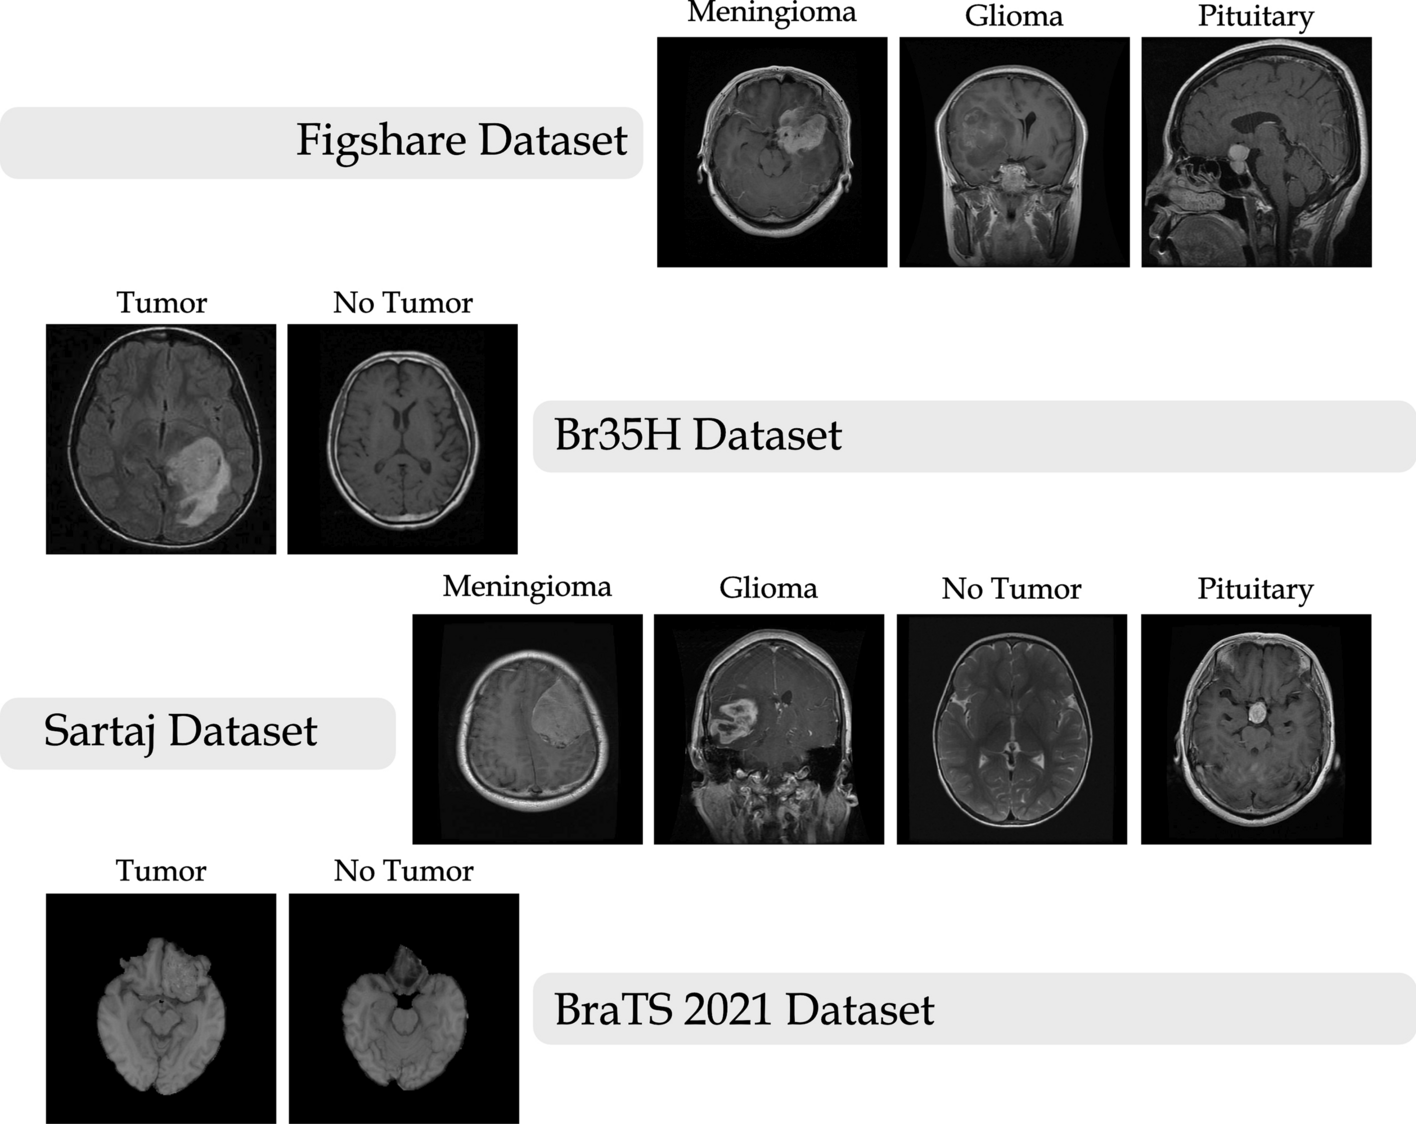 Meningioma
Glioma
Pituitary
Figshare Dataset
Tumor
No Tumor
Br35H Dataset
Meningioma
Glioma
No Tumor
Pituitary
Sartaj Dataset
Tumor
No Tumor
BraTS 2021 Dataset